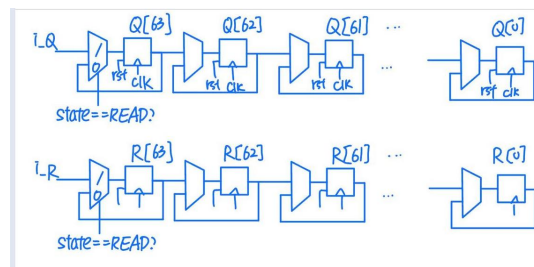 Q[63] Q[62] Q[61] ... Q[0]
i_Q 1 0 rst clk rst clk rst clk ... rst clk
state==READ?
R[63] R[62] R[61] ... R[0]
i_R 1 0 ...
state==READ?